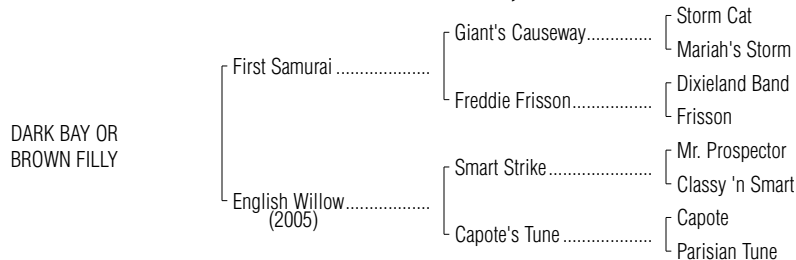 Storm Cat
Giant's Causeway..............
Mariah's Storm
First Samurai ....................
Dixieland Band
Freddie Frisson.................
Frisson
DARK BAY OR
BROWN FILLY
Mr. Prospector
Smart Strike......................
Classy 'n Smart
English Willow..................
(2005)
Capote
Capote's Tune...................
Parisian Tune